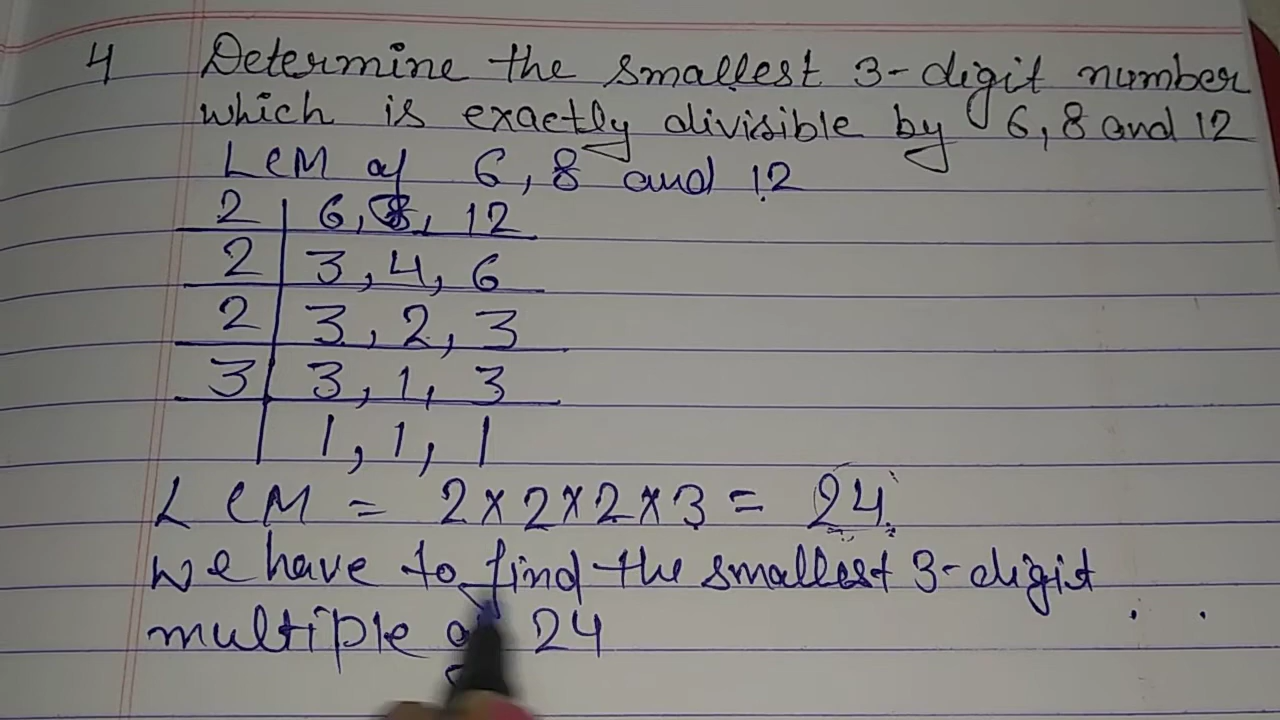 4 Determine the smallest 3-digit number
which is exactly divisible by 6, 8 and 12
LCM of 6, 8 and 12
2 | 6, 8, 12
2 | 3, 4, 6
2 | 3, 2, 3
3 | 3, 1, 3
| 1, 1, 1
LCM = 2×2×2×3 = 24.
we have to find the smallest 3-digit
multiple of 24